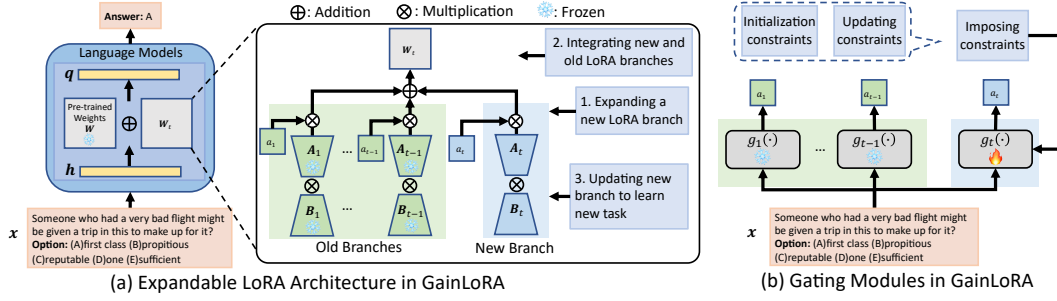 Answer: A
Language Models
q
Pre-trained
Weights
W
W_t
h
x
Someone who had a very bad flight might
be given a trip in this to make up for it?
Option: (A)first class (B)propitious
(C)reputable (D)one (E)sufficient
⊕: Addition ⊗: Multiplication : Frozen
W_t
2. Integrating new and
old LoRA branches
1. Expanding a
new LoRA branch
3. Updating new
branch to learn
new task
a_1
...
a_{t-1}
a_t
A_1
A_{t-1}
A_t
B_1
...
B_{t-1}
B_t
Old Branches
New Branch
(a) Expandable LoRA Architecture in GainLoRA
Initialization
constraints
Updating
constraints
Imposing
constraints
a_1
a_{t-1}
a_t
g_1(·)
...
g_{t-1}(·)
g_t(·)
x
Someone who had a very bad flight might
be given a trip in this to make up for it?
Option: (A)first class (B)propitious
(C)reputable (D)one (E)sufficient
(b) Gating Modules in GainLoRA